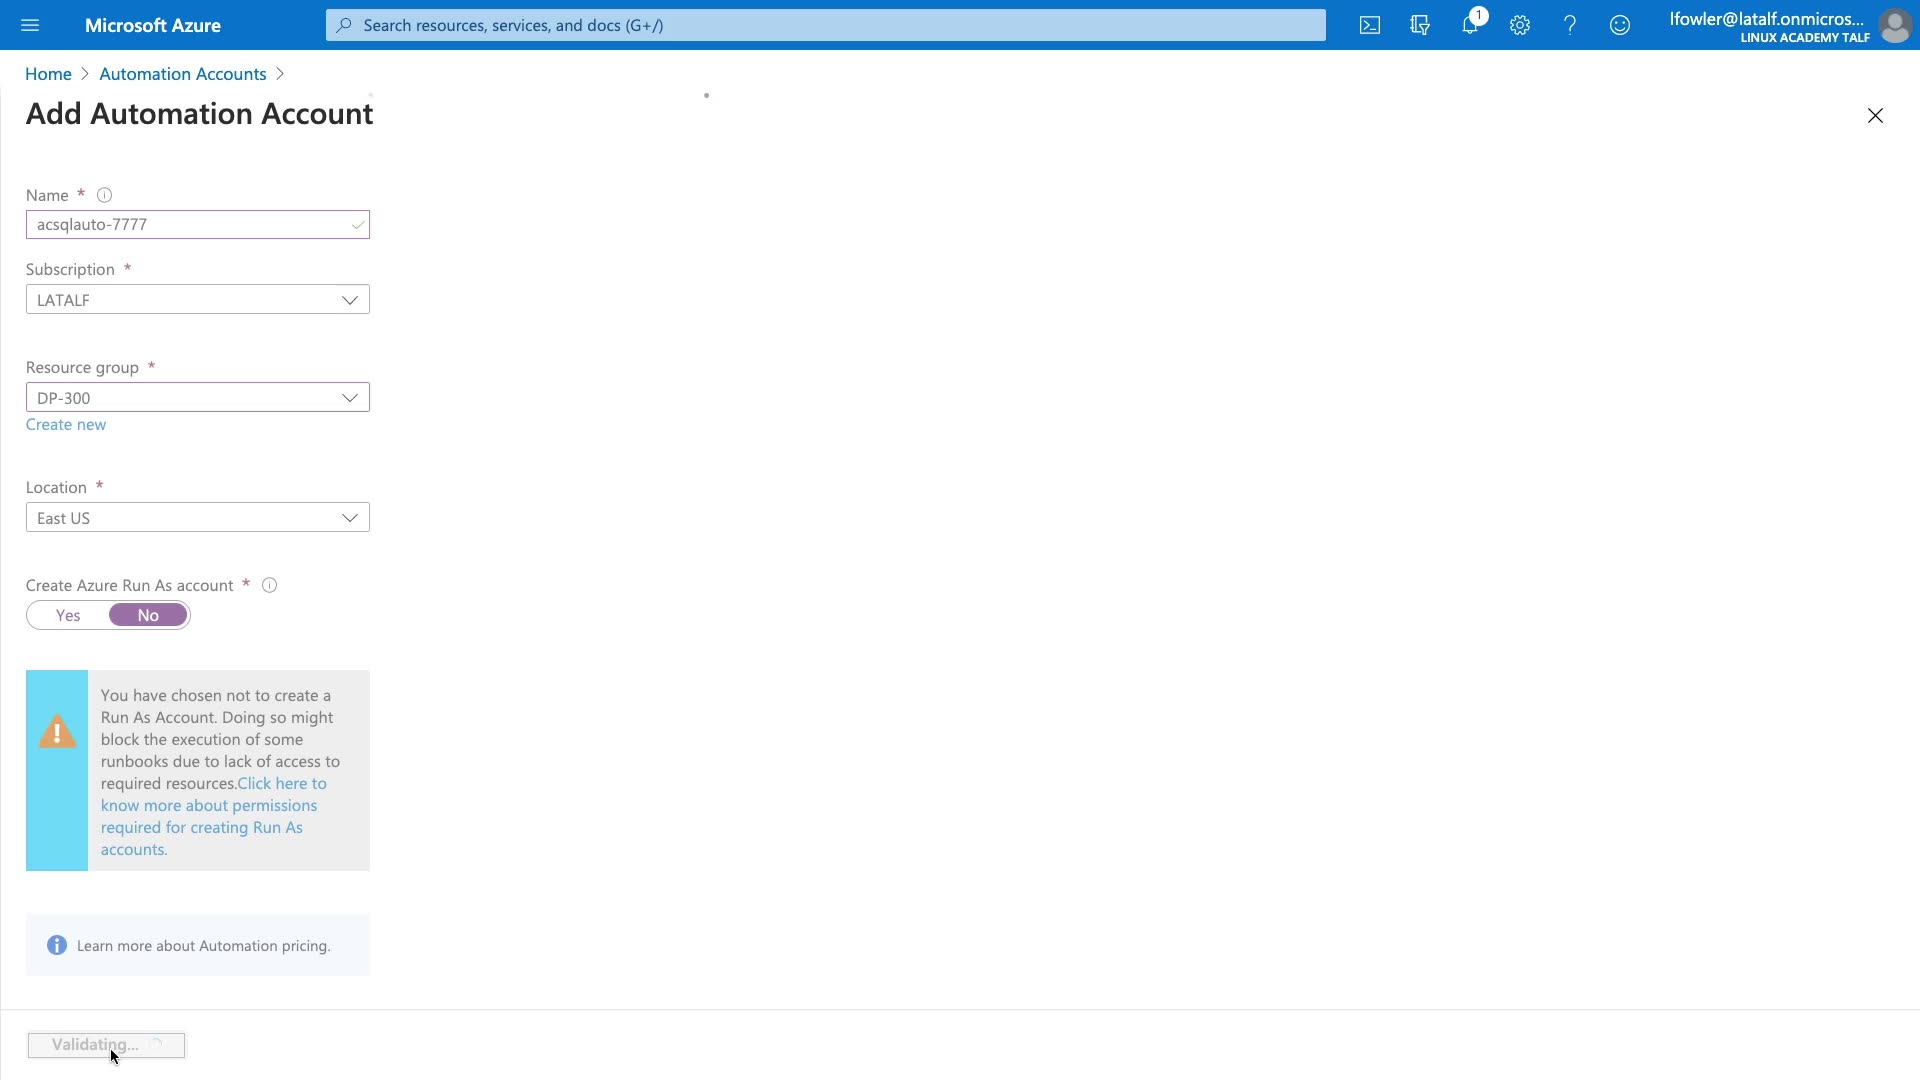 Microsoft Azure
Search resources, services, and docs (G+/)
1
lfowler@latalf.onmicros...
LINUX ACADEMY TALF
Home > Automation Accounts >
Add Automation Account
Name *
acsqlauto-7777
Subscription *
LATALF
Resource group *
DP-300
Create new
Location *
East US
Create Azure Run As account *
Yes No
You have chosen not to create a
Run As Account. Doing so might
block the execution of some
runbooks due to lack of access to
required resources.Click here to
know more about permissions
required for creating Run As
accounts.
Learn more about Automation pricing.
Validating...